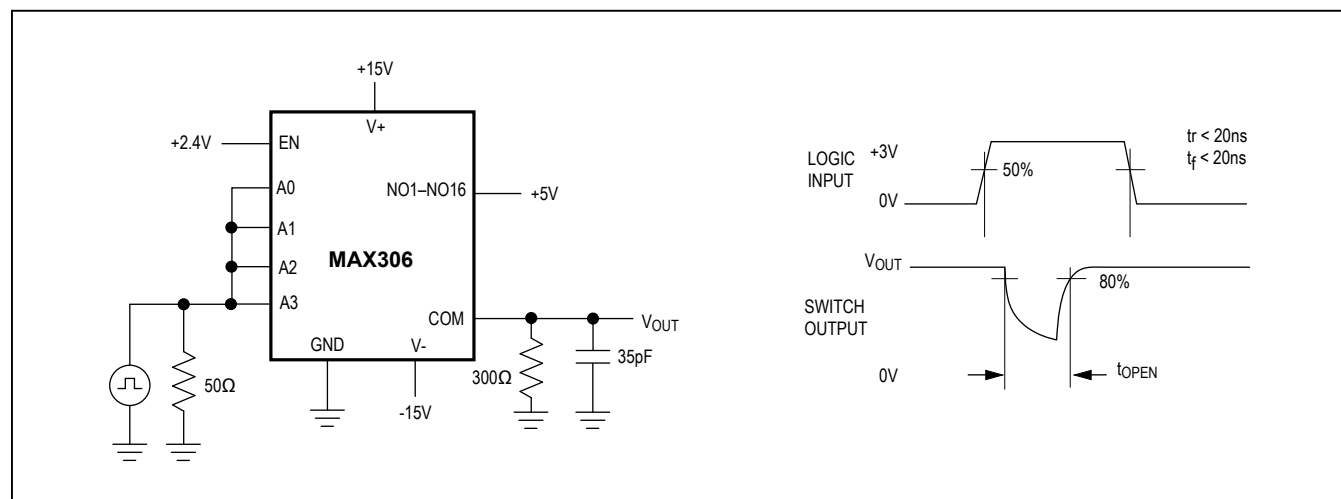 +15V
V+
+2.4V
EN
A0
NO1–NO16
+5V
A1
A2
MAX306
A3
COM
VOUT
GND
V-
50Ω
300Ω
35pF
-15V
LOGIC
INPUT
+3V
0V
50%
tr < 20ns
tf < 20ns
VOUT
80%
SWITCH
OUTPUT
0V
tOPEN